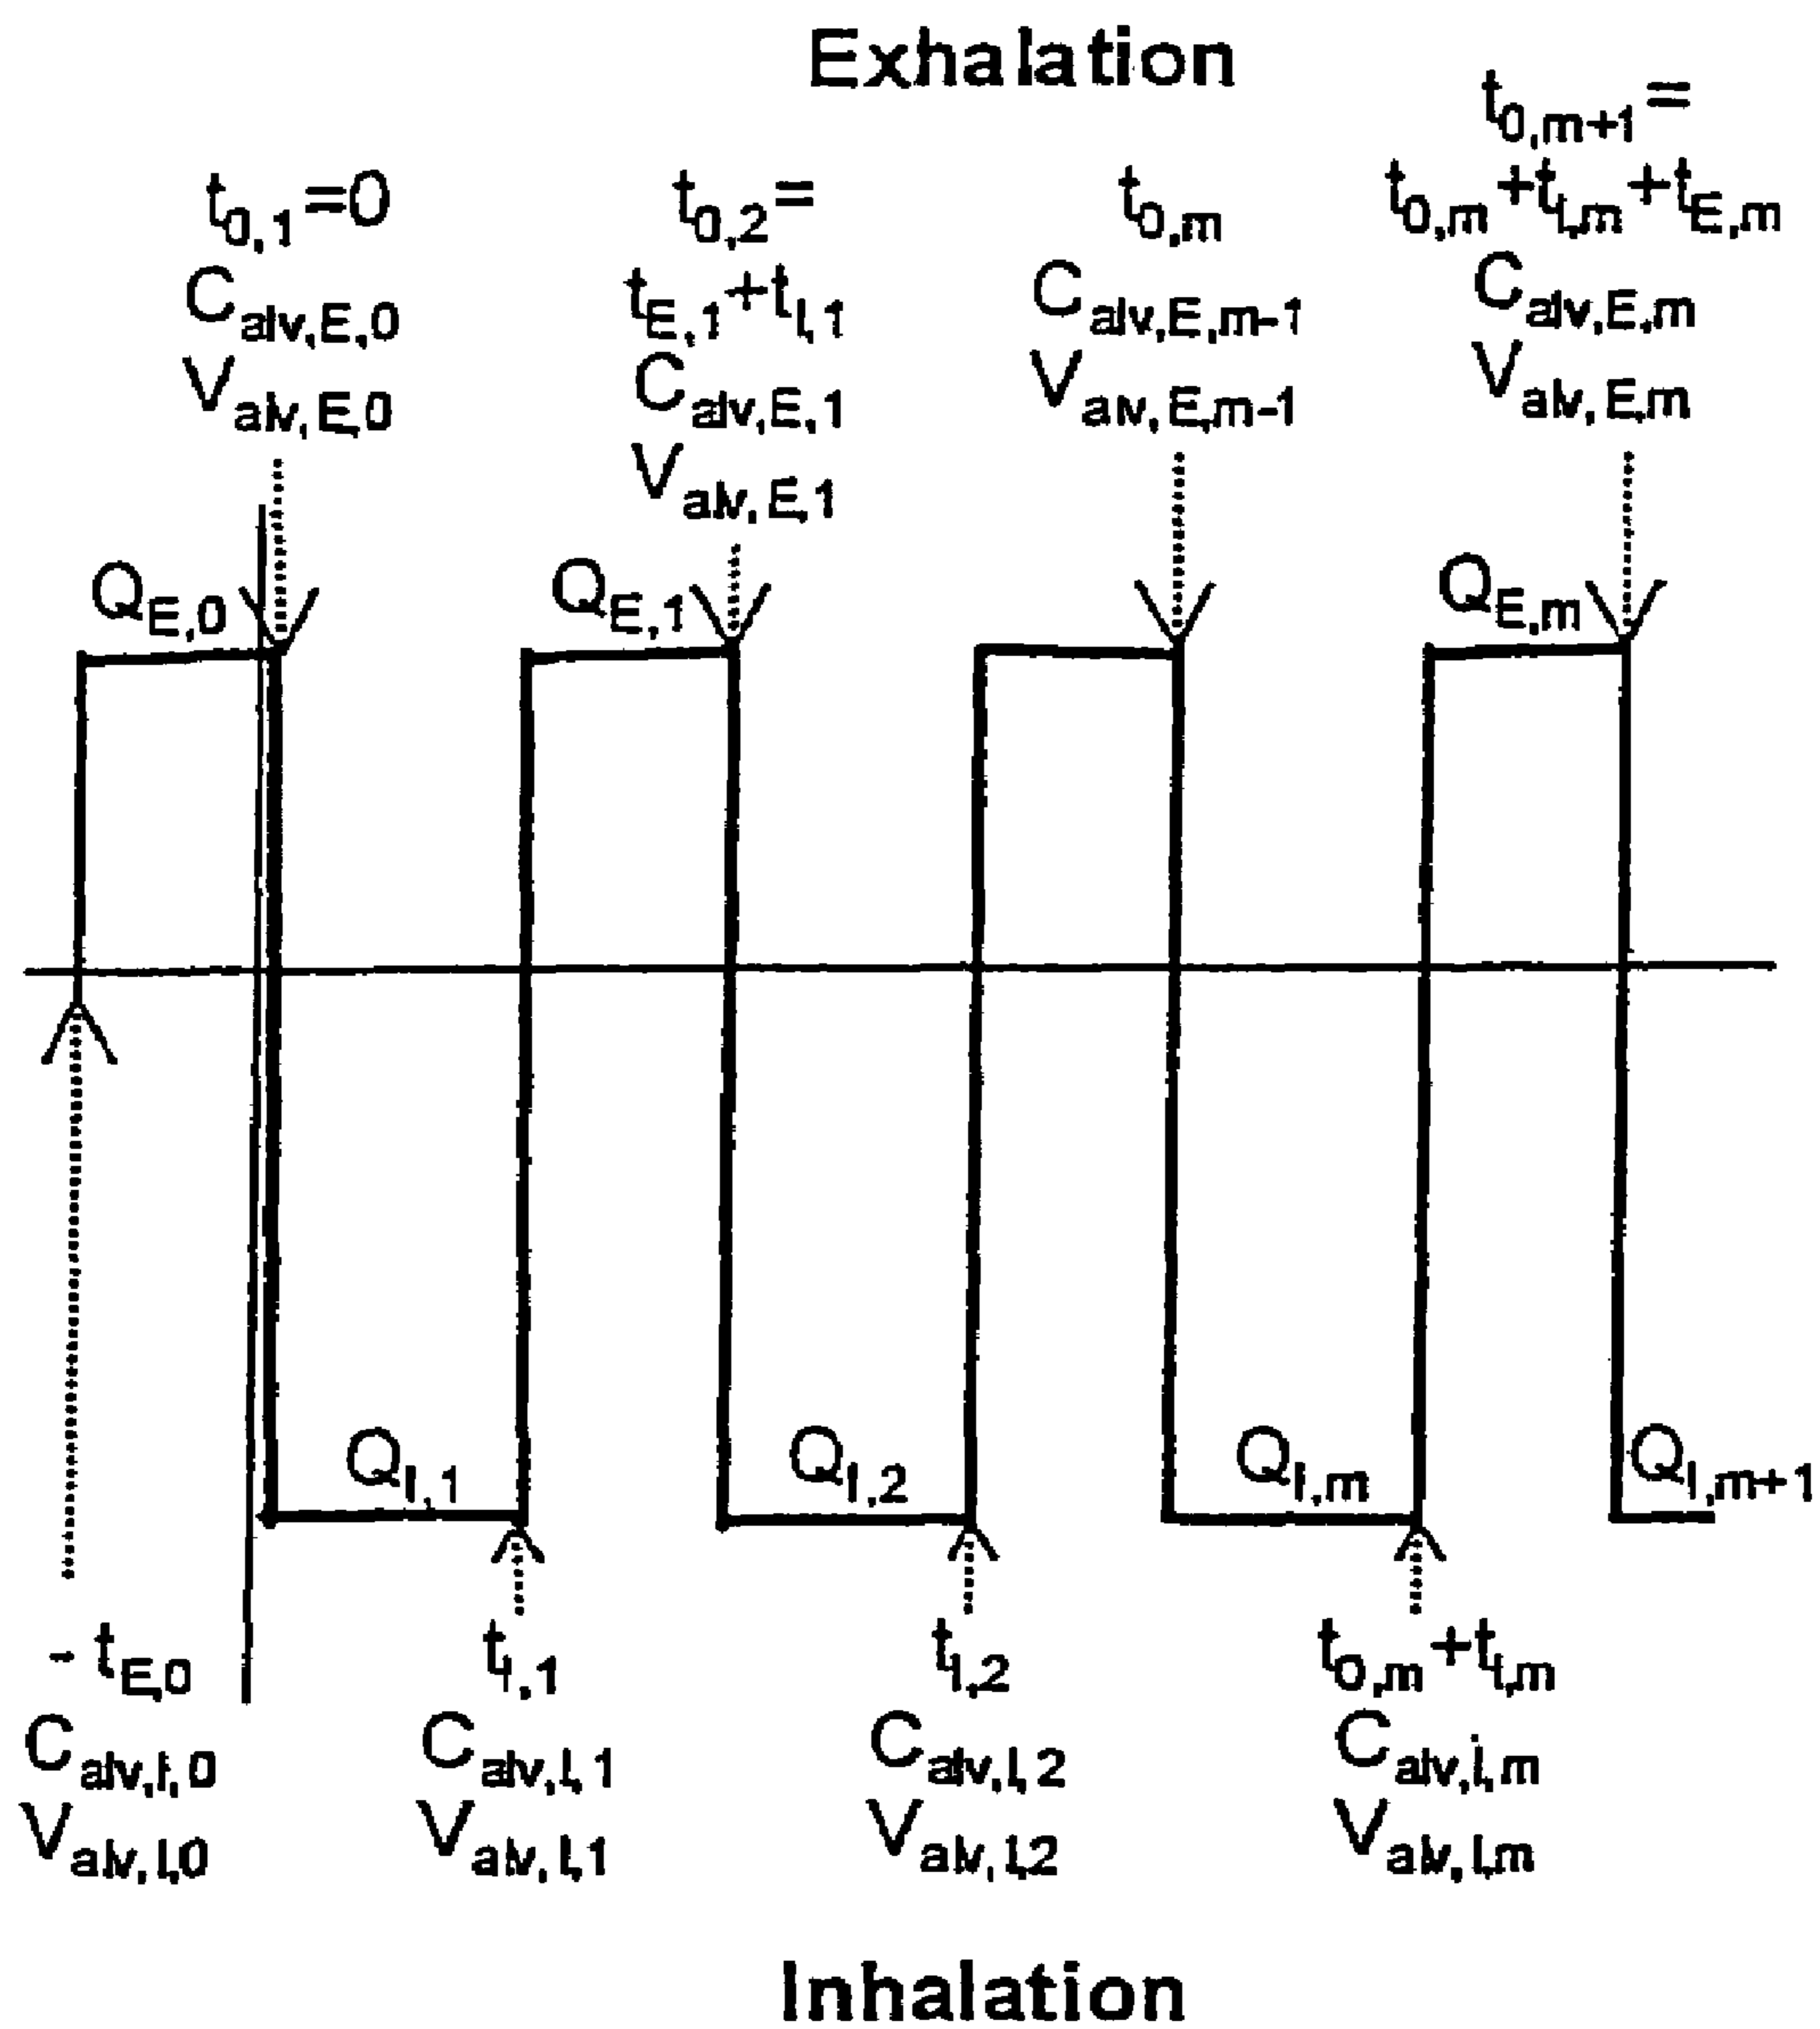 Exhalation
t0,1=0
Calv,E,0
Valv,E,0
t0,2=
tE,1+tI,1
Calv,E,1
Valv,E,1
t0,m
Calv,E,m-1
Valv,E,m-1
t0,m+1=
t0,m+tI,m+tE,m
Calv,E,m
Valv,E,m
QE,0
QE,1
QE,m
QI,1
QI,2
QI,m
QI,m+1
- tE,0
Calv,I,0
Valv,I,0
tI,1
Calv,I,1
Valv,I,1
tI,2
Calv,I,2
Valv,I,2
t0,m+tI,m
Calv,I,m
Valv,I,m
Inhalation